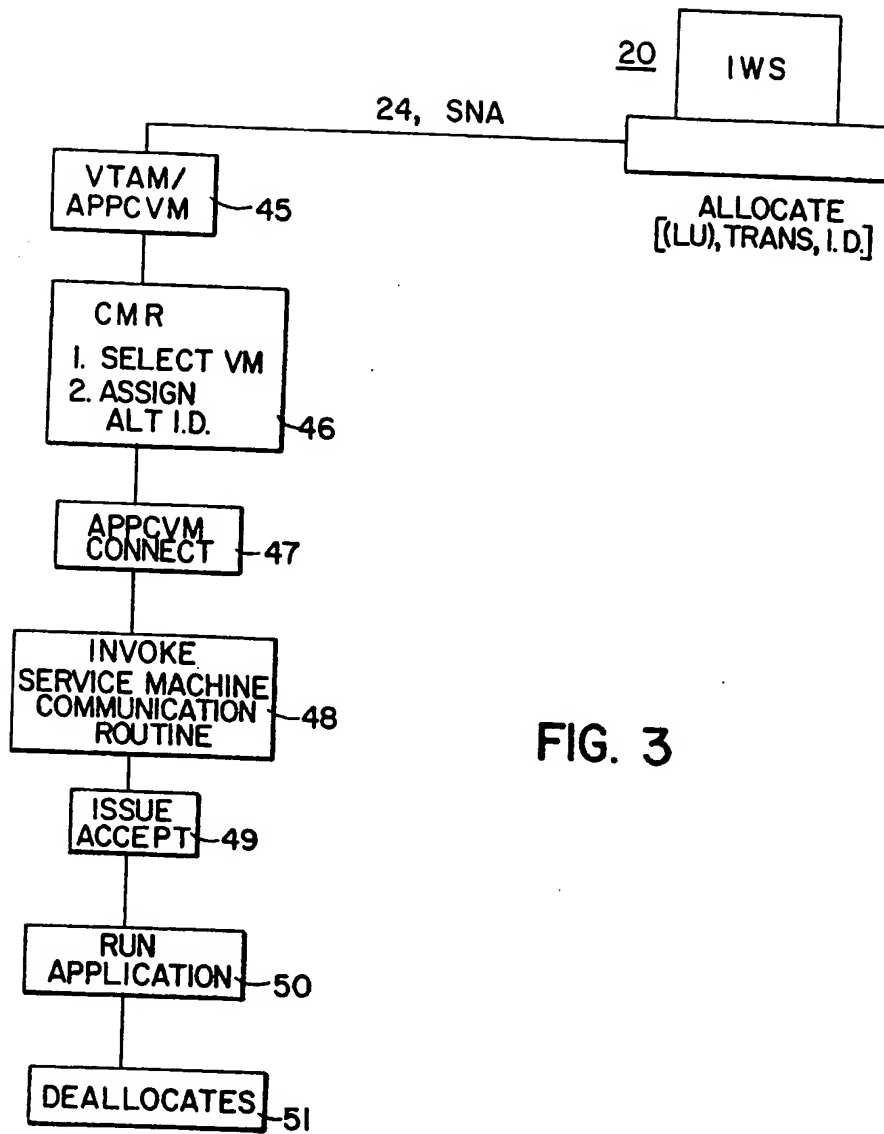 20
IWS
24, SNA
ALLOCATE
[(LU), TRANS, I.D.]
VTAM/
APPCVM
45
CMR
1. SELECT VM
2. ASSIGN
ALT I.D.
46
APPCVM
CONNECT
47
INVOKE
SERVICE MACHINE
COMMUNICATION
ROUTINE
48
ISSUE
ACCEPT
49
RUN
APPLICATION
50
DEALLOCATES
51
FIG. 3